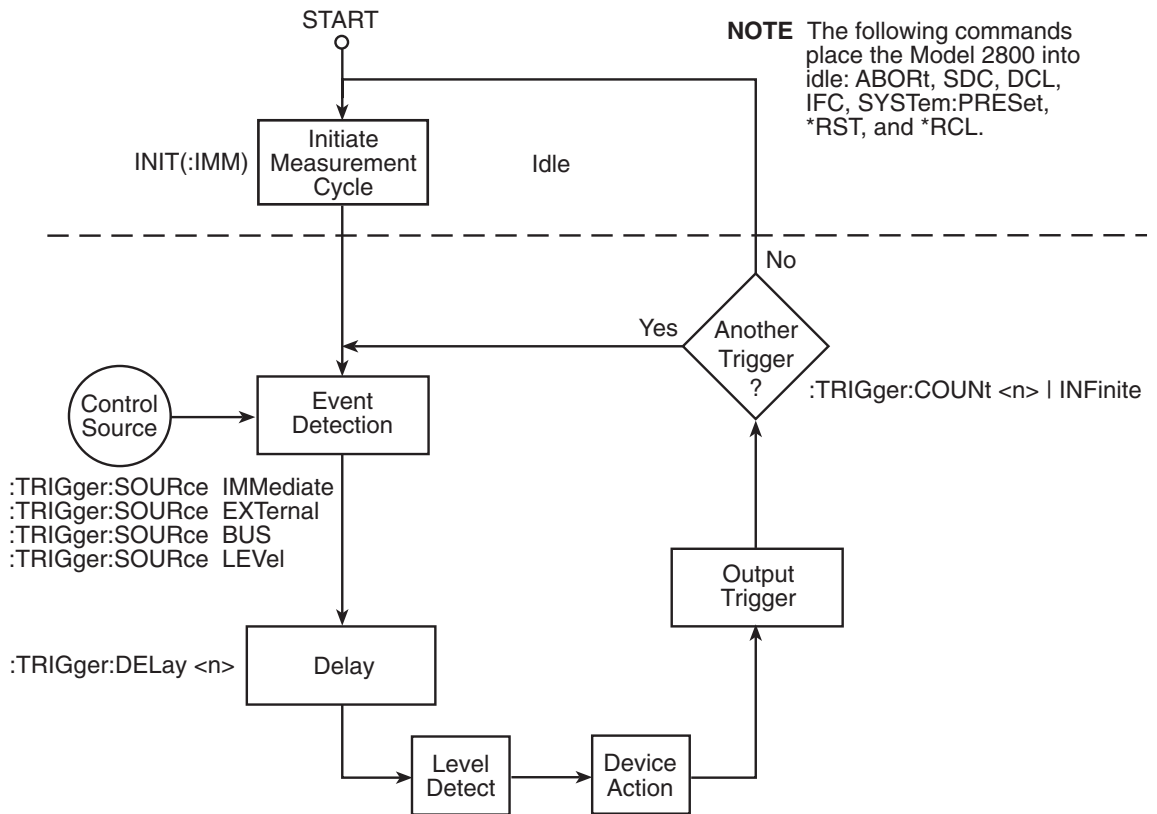 START
NOTE The following commands
place the Model 2800 into
idle: ABORt, SDC, DCL,
IFC, SYSTem:PRESet,
*RST, and *RCL.
INIT(:IMM)
Initiate
Measurement
Cycle
Idle
No
Yes
Another
Trigger
?
:TRIGger:COUNt <n> | INFinite
Control
Source
Event
Detection
:TRIGger:SOURce IMMediate
:TRIGger:SOURce EXTernal
:TRIGger:SOURce BUS
:TRIGger:SOURce LEVel
Output
Trigger
:TRIGger:DELay <n>
Delay
Level
Detect
Device
Action